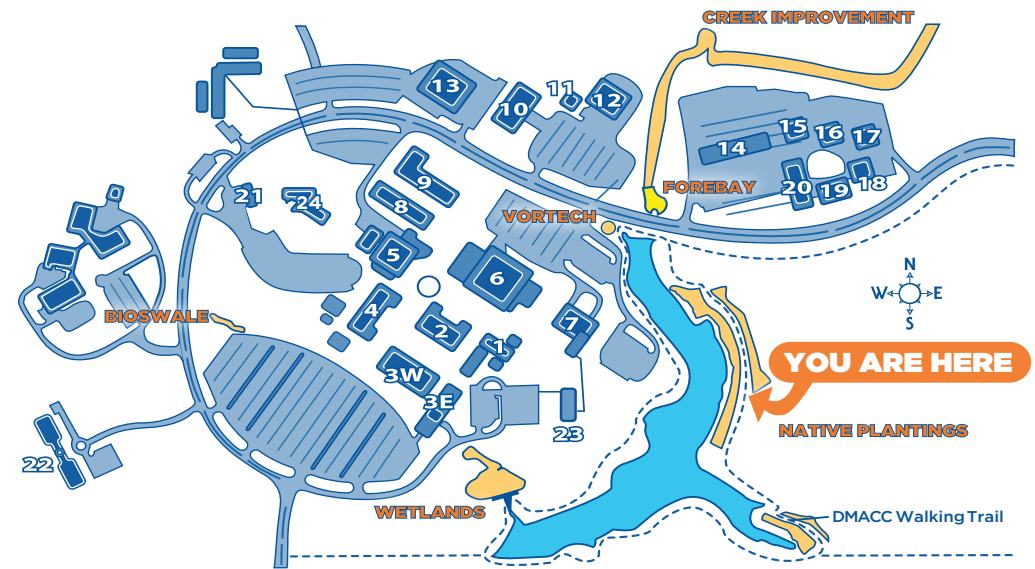 CREEK IMPROVEMENT
13
11
10
12
15
16
17
14
9
FOREBAY
18
20
19
21
24
8
VORTECH
5
6
N
W
E
S
BIOSWALE
4
2
7
1
YOU ARE HERE
3W
3E
23
NATIVE PLANTINGS
22
WETLANDS
DMACC Walking Trail